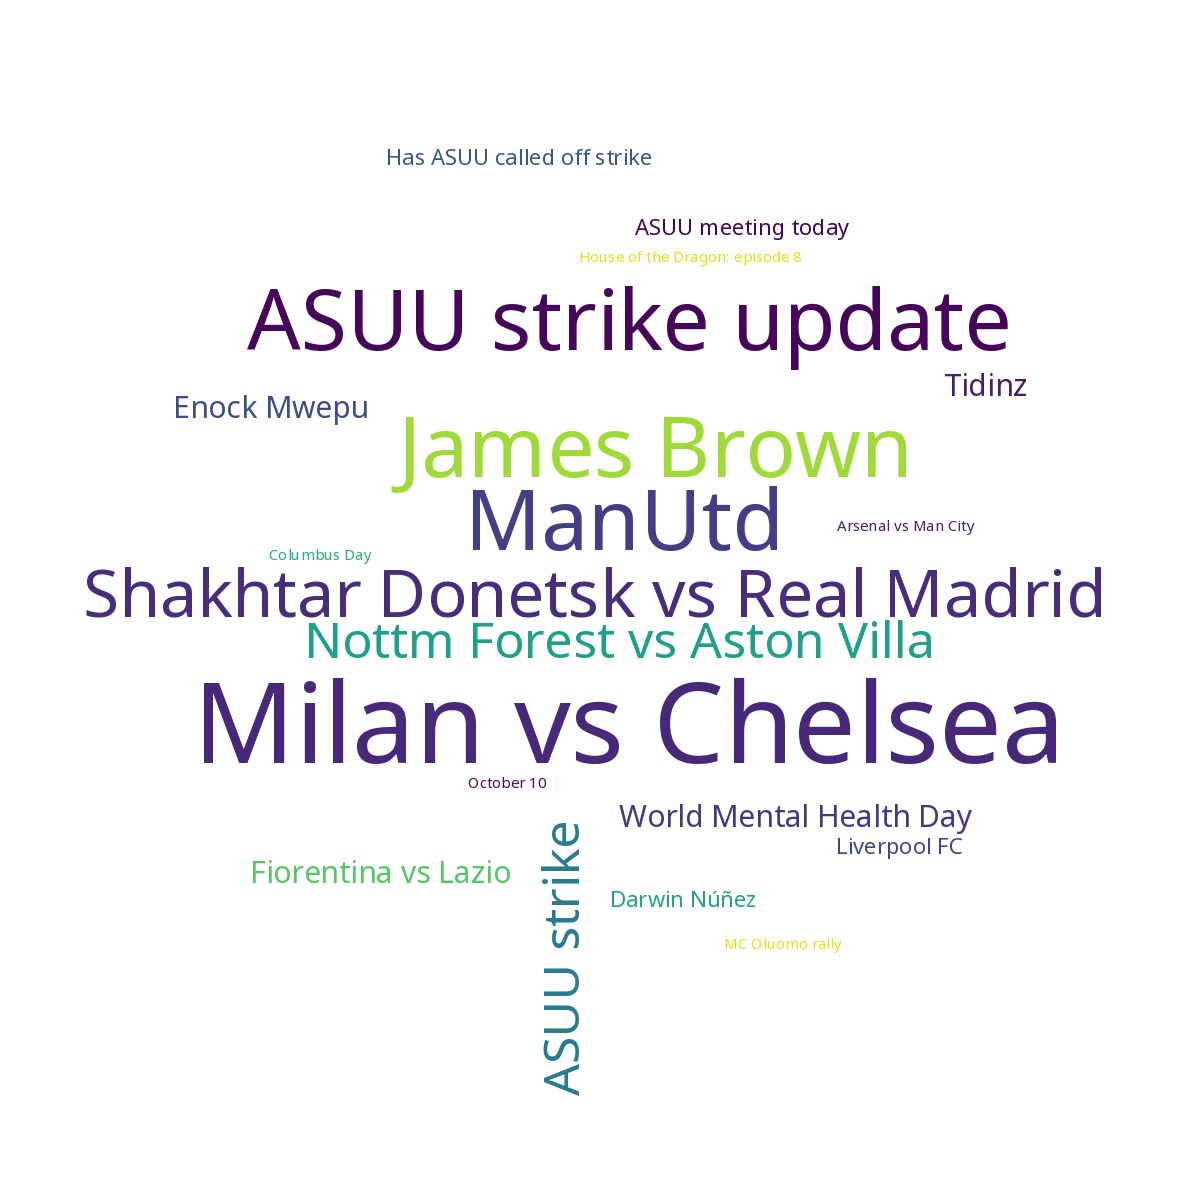 Has ASUU called off strike
ASUU meeting today
House of the Dragon: episode 8
ASUU strike update
Tidinz
Enock Mwepu
James Brown
ManUtd
Arsenal vs Man City
Columbus Day
Shakhtar Donetsk vs Real Madrid
Nottm Forest vs Aston Villa
Milan vs Chelsea
October 10
World Mental Health Day
Liverpool FC
Fiorentina vs Lazio
ASUU strike
Darwin Núñez
MC Oluomo rally